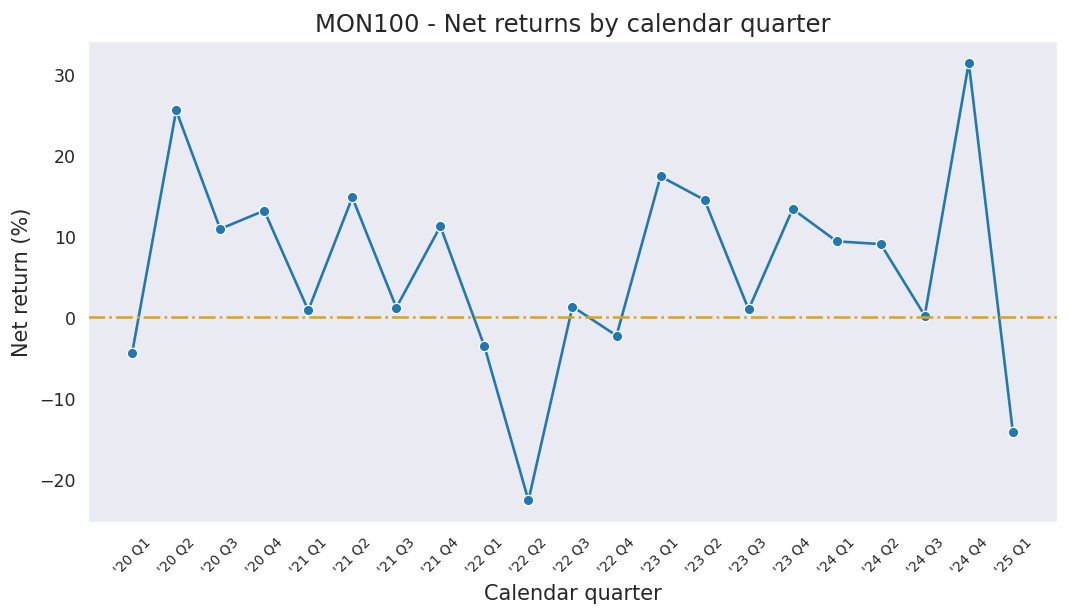 MON100 - Net returns by calendar quarter
Net return (%)
30
20
10
0
−10
−20
'20 Q1
'20 Q2
'20 Q3
'20 Q4
'21 Q1
'21 Q2
'21 Q3
'21 Q4
'22 Q1
'22 Q2
'22 Q3
'22 Q4
'23 Q1
'23 Q2
'23 Q3
'23 Q4
'24 Q1
'24 Q2
'24 Q3
'24 Q4
'25 Q1
Calendar quarter